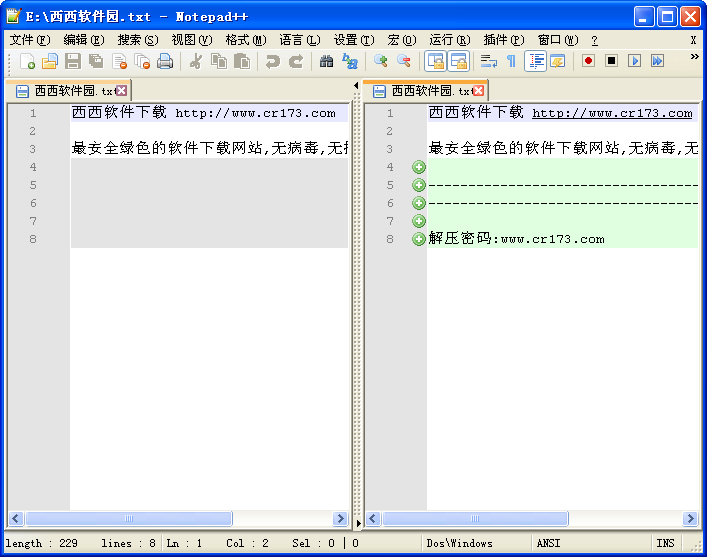 E:\西西软件园.txt - Notepad++
文件(F) 编辑(E) 搜索(S) 视图(V) 格式(M) 语言(L) 设置(T) 宏(O) 运行(R) 插件(P) 窗口(W) ? X
西西软件园.txt
1 西西软件下载 http://www.cr173.com
2
3 最安全绿色的软件下载网站,无病毒,无
4
5
6
7
8
西西软件园.txt
1 西西软件下载 http://www.cr173.com
2
3 最安全绿色的软件下载网站,无病毒,无
4
5 ----------------------------------
6 ----------------------------------
7
8 解压密码:www.cr173.com
length : 229 lines : 8 Ln : 1 Col : 2 Sel : 0 | 0 Dos\Windows ANSI INS